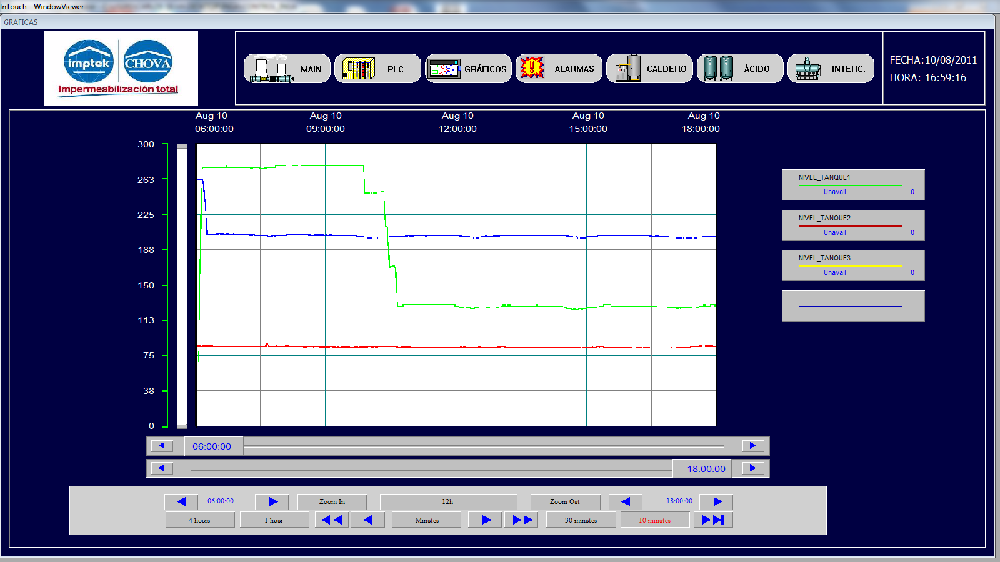 InTouch - WindowViewer
GRAFICAS
imptek CHOVA
Impermeabilización total
MAIN PLC GRÁFICOS ALARMAS CALDERO ÁCIDO INTERC.
FECHA:10/08/2011
HORA: 16:59:16
Aug 10 Aug 10 Aug 10 Aug 10 Aug 10
06:00:00 09:00:00 12:00:00 15:00:00 18:00:00
300
263
225
188
150
113
75
38
0
NIVEL_TANQUE1
Unavail 0
NIVEL_TANQUE2
Unavail 0
NIVEL_TANQUE3
Unavail 0
06:00:00
18:00:00
06:00:00 Zoom In 12h Zoom Out 18:00:00
4 hours 1 hour Minutes 30 minutes 10 minutes